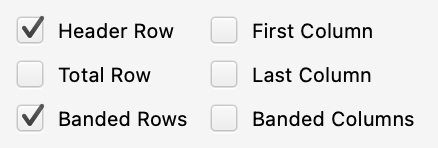 Header Row First Column
Total Row Last Column
Banded Rows Banded Columns